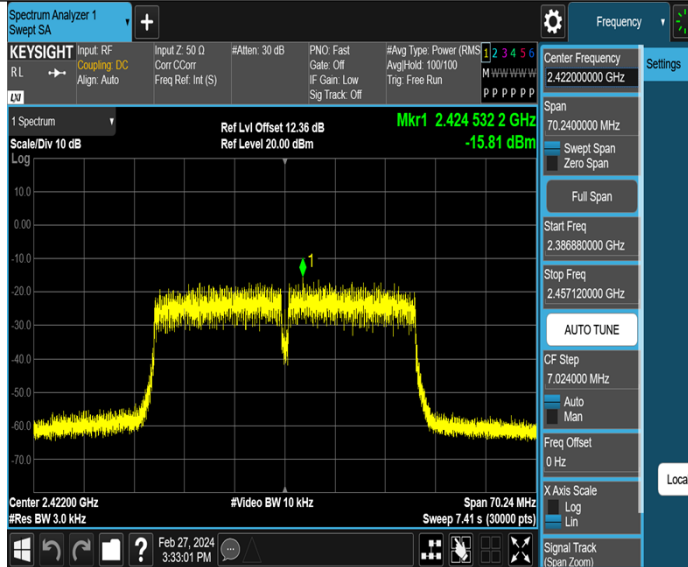 Spectrum Analyzer 1
Swept SA
+
Frequency
KEYSIGHT
RL
LXI
Input: RF
Coupling: DC
Align: Auto
Input Z: 50 Ω
Corr CCorr
Freq Ref: Int (S)
#Atten: 30 dB
PNO: Fast
Gate: Off
IF Gain: Low
Sig Track: Off
#Avg Type: Power (RMS
Avg|Hold: 100/100
Trig: Free Run
1 2 3 4 5 6
M W W W W W
P P P P P P
Center Frequency
2.422000000 GHz
Settings
Span
70.2400000 MHz
Swept Span
Zero Span
Full Span
Start Freq
2.386880000 GHz
Stop Freq
2.457120000 GHz
AUTO TUNE
CF Step
7.024000 MHz
Auto
Man
Freq Offset
0 Hz
X Axis Scale
Log
Lin
Signal Track
(Span Zoom)
Loca
1 Spectrum
Scale/Div 10 dB
Log
Ref Lvl Offset 12.36 dB
Ref Level 20.00 dBm
Mkr1 2.424 532 2 GHz
-15.81 dBm
10.0
0.00
-10.0
-20.0
-30.0
-40.0
-50.0
-60.0
-70.0
1
Center 2.42200 GHz
#Res BW 3.0 kHz
#Video BW 10 kHz
Span 70.24 MHz
Sweep 7.41 s (30000 pts)
?
Feb 27, 2024
3:33:01 PM